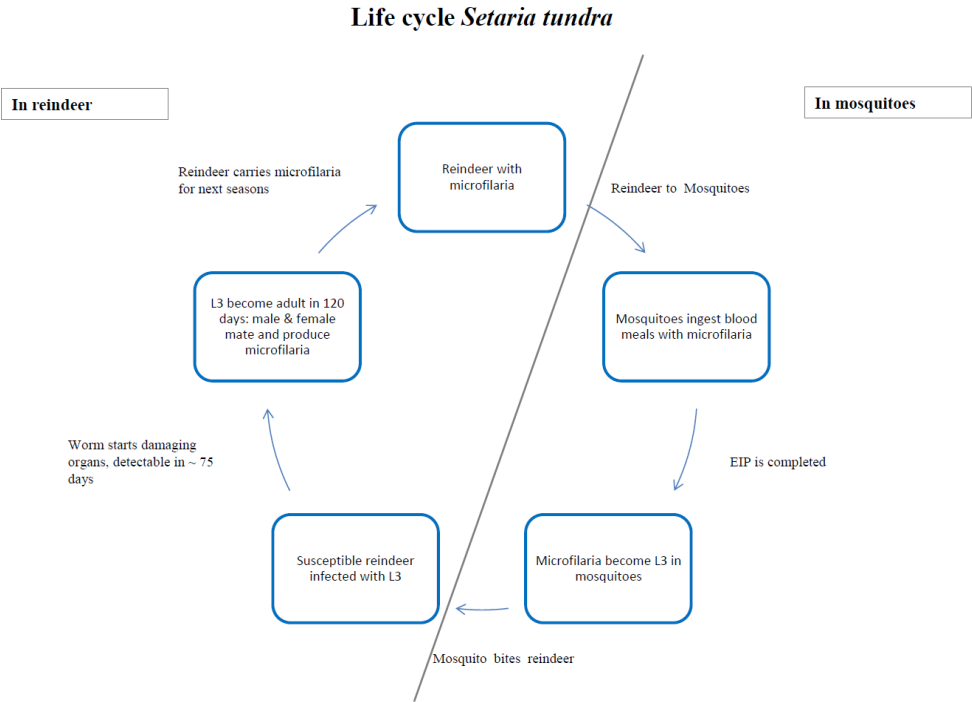 Life cycle Setaria tundra
In reindeer
In mosquitoes
Reindeer with
microfilaria
Reindeer carries microfilaria
for next seasons
Reindeer to Mosquitoes
L3 become adult in 120
days: male & female
mate and produce
microfilaria
Mosquitoes ingest blood
meals with microfilaria
Worm starts damaging
organs, detectable in ~ 75
days
EIP is completed
Susceptible reindeer
infected with L3
Microfilaria become L3 in
mosquitoes
Mosquito bites reindeer